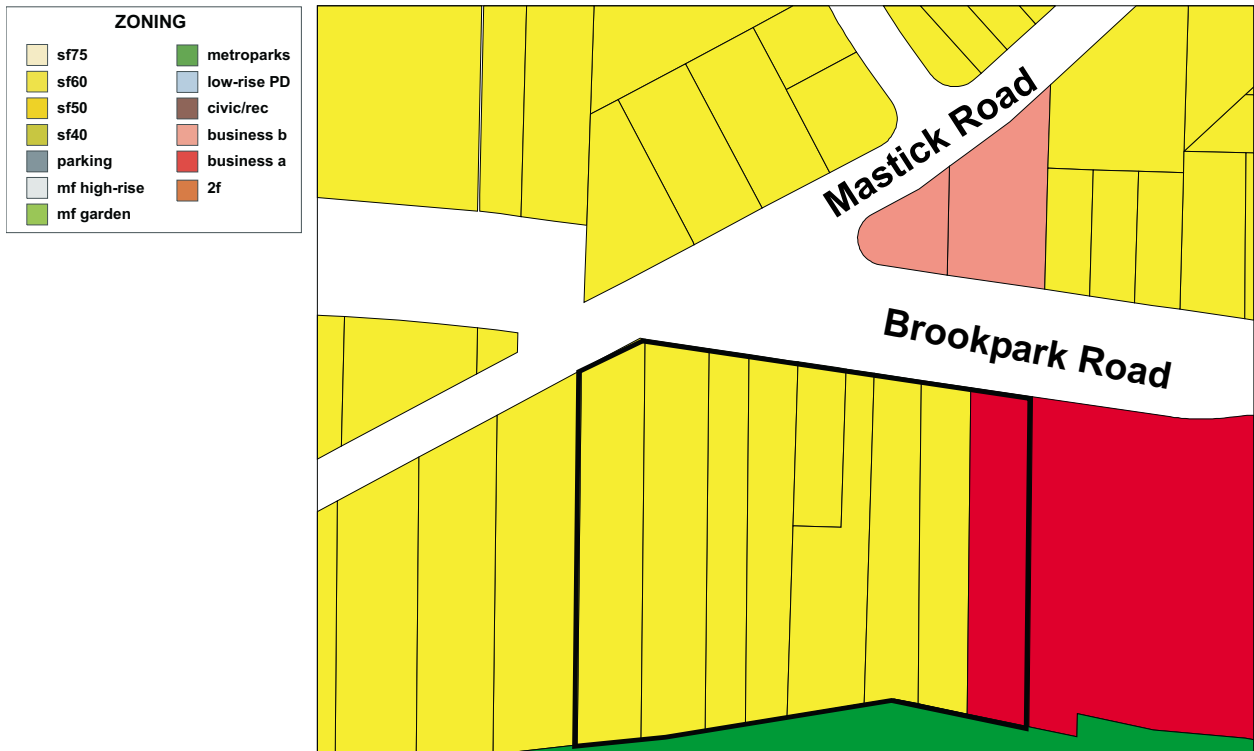 ZONING
sf75
sf60
sf50
sf40
parking
mf high-rise
mf garden
metroparks
low-rise PD
civic/rec
business b
business a
2f
Mastick Road
Brookpark Road